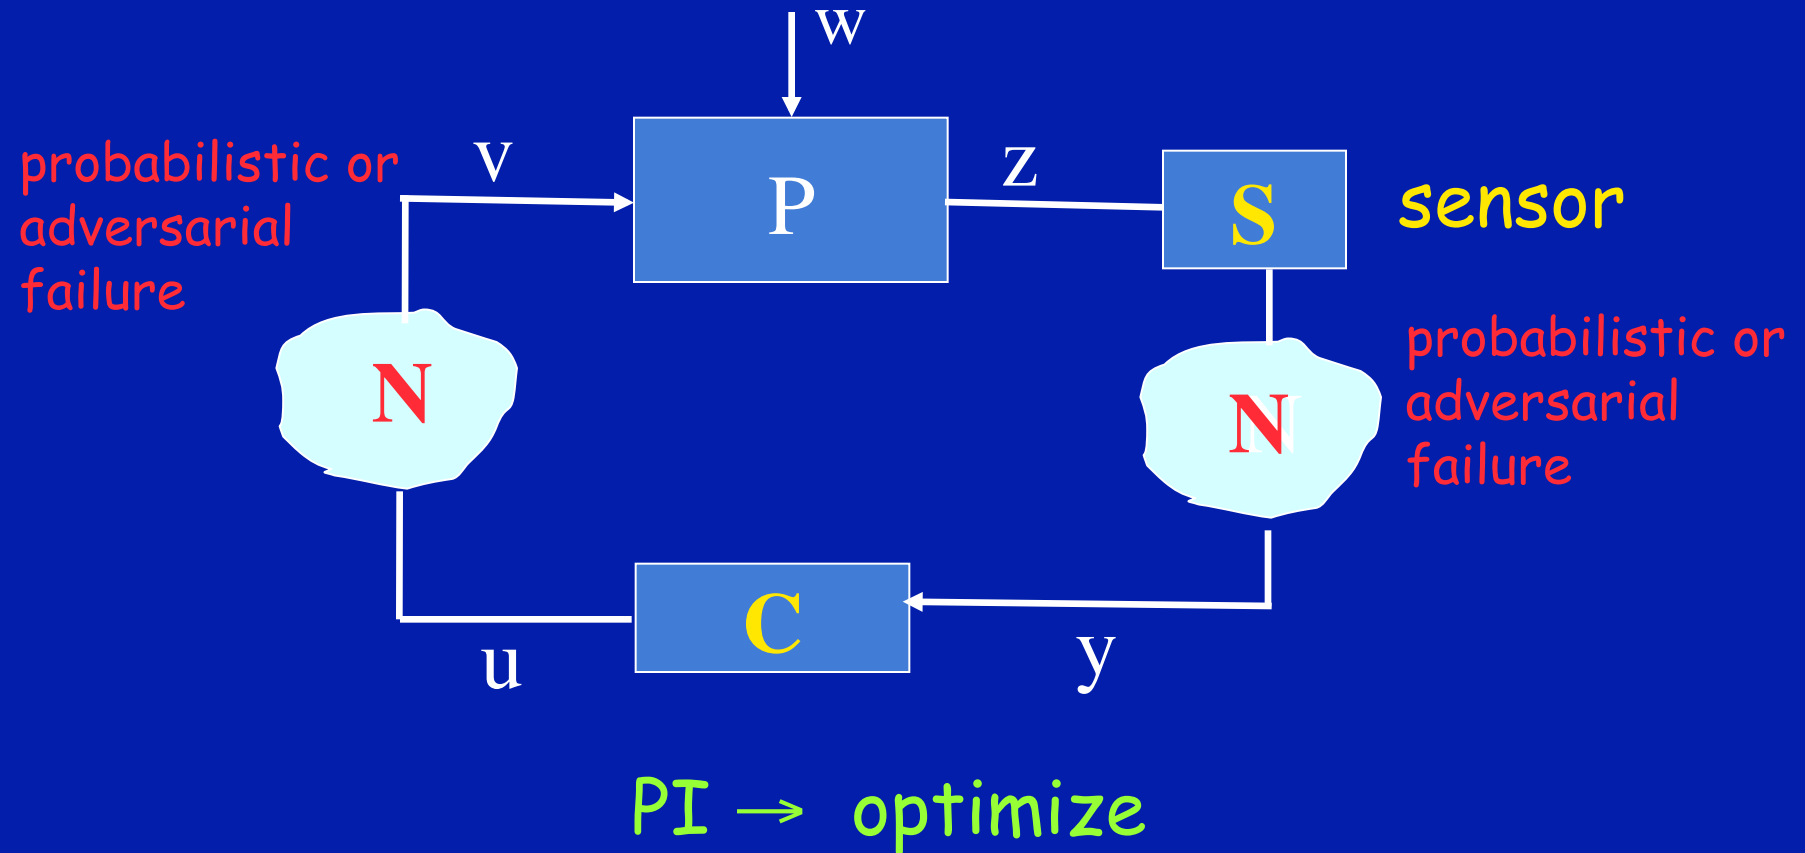 w
probabilistic or
adversarial
failure
v
P
z
S
sensor
N
probabilistic or
adversarial
failure
N
N
C
u
y
PI → optimize